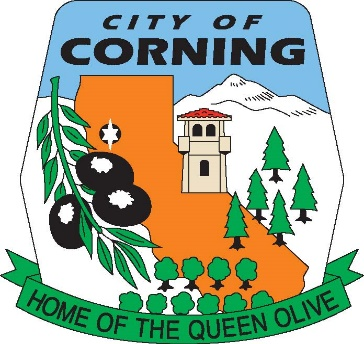 CITY OF
CORNING
HOME OF THE QUEEN OLIVE